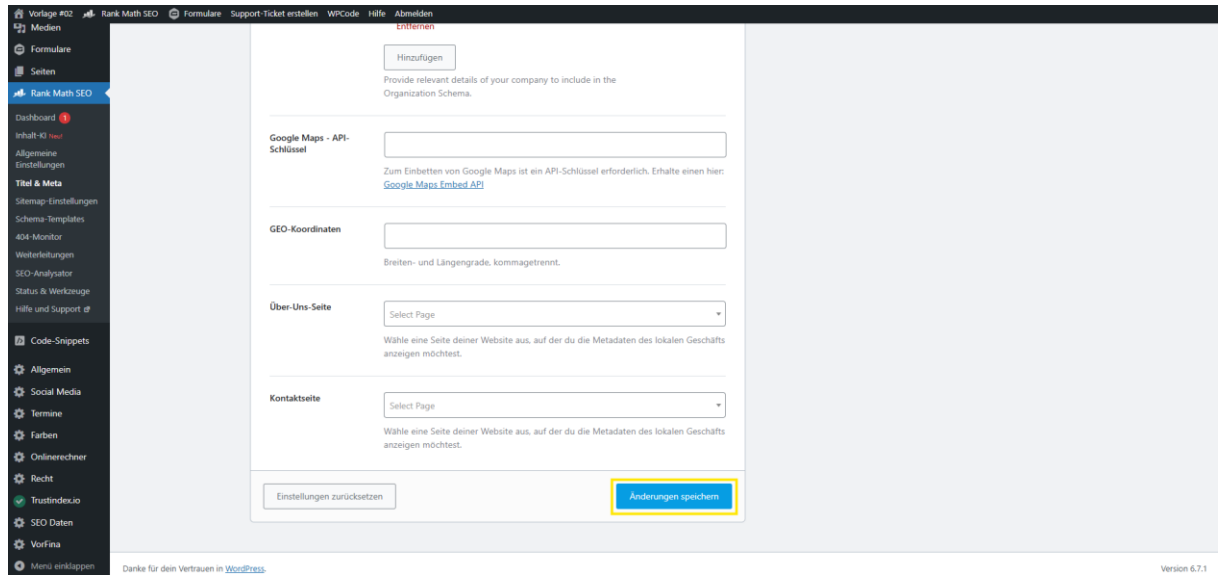 Vorlage #02 Rank Math SEO Formulare Support-Ticket erstellen WPCode Hilfe Abmelden
Medien
Formulare
Seiten
Rank Math SEO
Dashboard 1
Inhalt-KI Neu!
Allgemeine
Einstellungen
Titel & Meta
Sitemap-Einstellungen
Schema-Templates
404-Monitor
Weiterleitungen
SEO-Analysator
Status & Werkzeuge
Hilfe und Support
Code-Snippets
Allgemein
Social Media
Termine
Farben
Onlinerechner
Recht
Trustindex.io
SEO Daten
VorFina
Menü einklappen
Entfernen
Hinzufügen
Provide relevant details of your company to include in the
Organization Schema.
Google Maps - API-
Schlüssel
Zum Einbetten von Google Maps ist ein API-Schlüssel erforderlich. Erhalte einen hier:
Google Maps Embed API
GEO-Koordinaten
Breiten- und Längengrade, kommagetrennt.
Über-Uns-Seite
Select Page
Wähle eine Seite deiner Website aus, auf der du die Metadaten des lokalen Geschäfts
anzeigen möchtest.
Kontaktseite
Select Page
Wähle eine Seite deiner Website aus, auf der du die Metadaten des lokalen Geschäfts
anzeigen möchtest.
Einstellungen zurücksetzen
Änderungen speichern
Danke für dein Vertrauen in WordPress.
Version 6.7.1